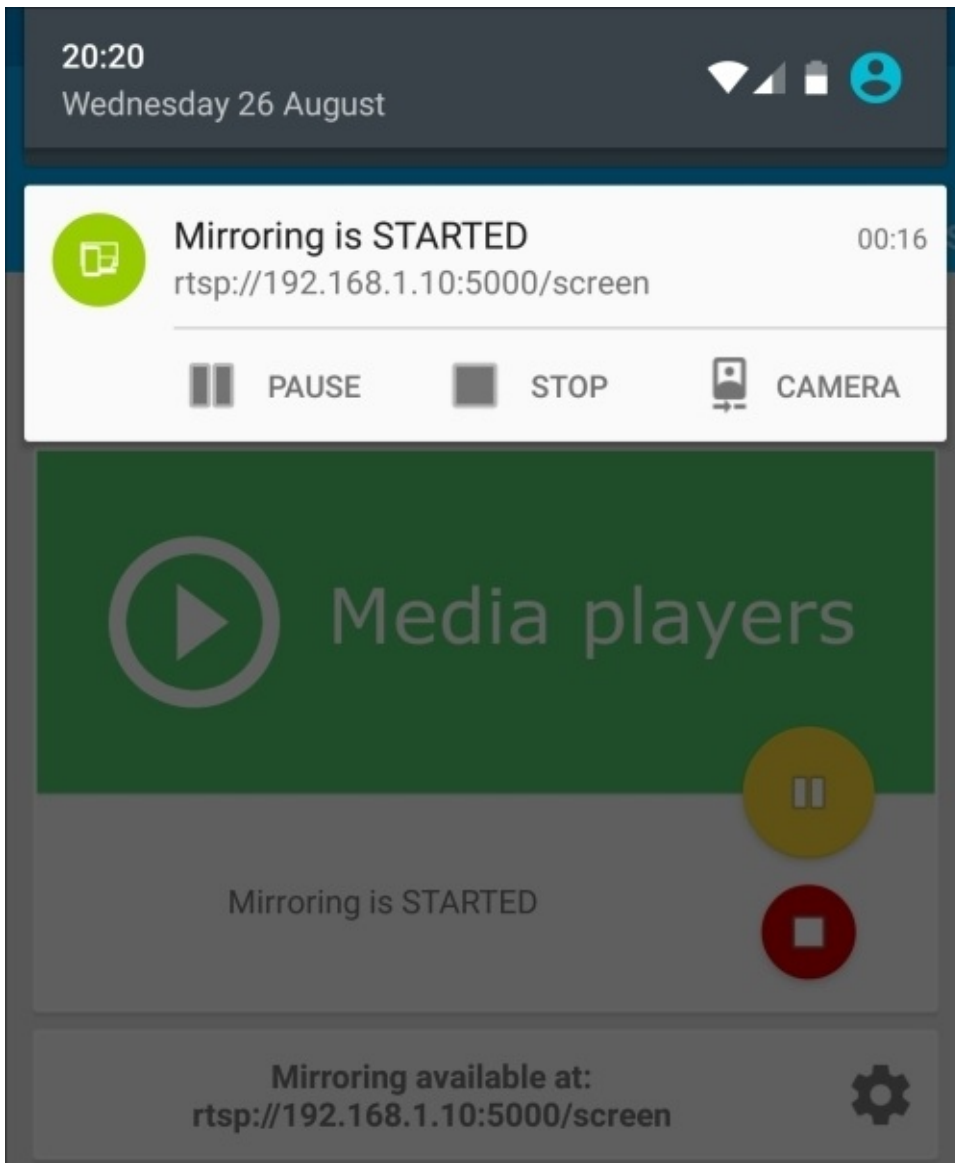 20:20
Wednesday 26 August
Mirroring is STARTED 00:16
rtsp://192.168.1.10:5000/screen
PAUSE STOP CAMERA
Media players
Mirroring is STARTED
Mirroring available at:
rtsp://192.168.1.10:5000/screen